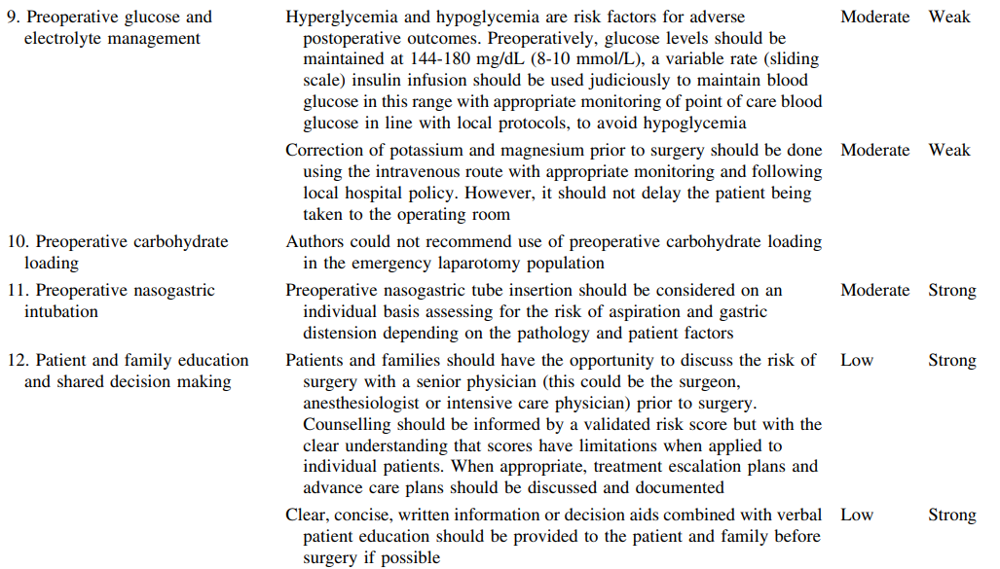 9. Preoperative glucose and electrolyte management
Hyperglycemia and hypoglycemia are risk factors for adverse Moderate Weak
postoperative outcomes. Preoperatively, glucose levels should be
maintained at 144-180 mg/dL (8-10 mmol/L), a variable rate (sliding
scale) insulin infusion should be used judiciously to maintain blood
glucose in this range with appropriate monitoring of point of care blood
glucose in line with local protocols, to avoid hypoglycemia
Correction of potassium and magnesium prior to surgery should be done Moderate Weak
using the intravenous route with appropriate monitoring and following
local hospital policy. However, it should not delay the patient being
taken to the operating room
10. Preoperative carbohydrate loading
Authors could not recommend use of preoperative carbohydrate loading
in the emergency laparotomy population
11. Preoperative nasogastric intubation
Preoperative nasogastric tube insertion should be considered on an Moderate Strong
individual basis assessing for the risk of aspiration and gastric
distension depending on the pathology and patient factors
12. Patient and family education and shared decision making
Patients and families should have the opportunity to discuss the risk of Low Strong
surgery with a senior physician (this could be the surgeon,
anesthesiologist or intensive care physician) prior to surgery.
Counselling should be informed by a validated risk score but with the
clear understanding that scores have limitations when applied to
individual patients. When appropriate, treatment escalation plans and
advance care plans should be discussed and documented
Clear, concise, written information or decision aids combined with verbal Low Strong
patient education should be provided to the patient and family before
surgery if possible